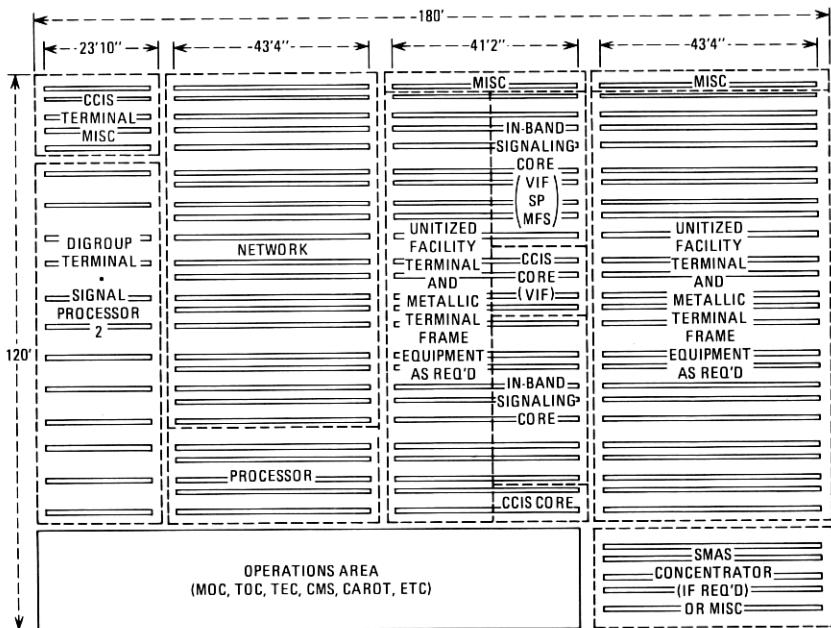 180'
23'10"
43'4"
41'2"
43'4"
120'
CCIS
TERMINAL
MISC
DIGROUP
TERMINAL
•
SIGNAL
PROCESSOR
2
NETWORK
PROCESSOR
MISC
UNITIZED
FACILITY
TERMINAL
AND
METALLIC
TERMINAL
FRAME
EQUIPMENT
AS REQ'D
IN-BAND
SIGNALING
CORE
(VIF
SP
MFS)
CCIS
CORE
(VIF)
IN-BAND
SIGNALING
CORE
CCIS CORE
MISC
UNITIZED
FACILITY
TERMINAL
AND
METALLIC
TERMINAL
FRAME
EQUIPMENT
AS REQ'D
OPERATIONS AREA
(MOC, TOC, TEC, CMS, CAROT, ETC)
SMAS
CONCENTRATOR
(IF REQ'D)
OR MISC